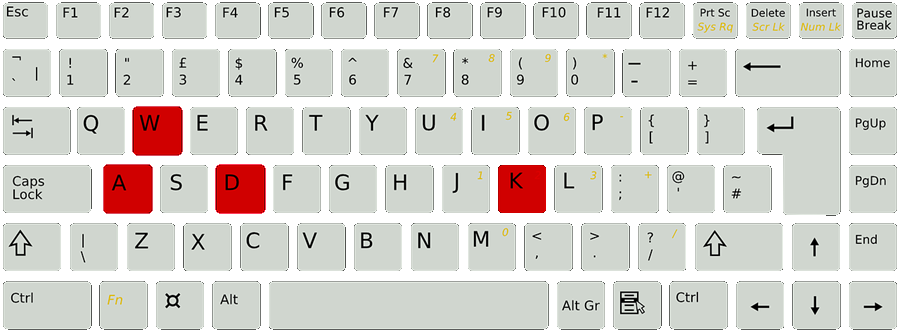 Esc F1 F2 F3 F4 F5 F6 F7 F8 F9 F10 F11 F12 Prt Sc Delete Insert Pause
Sys Rq Scr Lk Num Lk Break
¬ | ! " £ $ % ^ & 7 * 8 ( 9 ) * — + Home
` 1 2 3 4 5 6 7 8 9 0 - =
Q W E R T Y U 4 I 5 O 6 P - { } PgUp
[ ]
Caps A S D F G H J 1 K L 3 : + @ ~ PgDn
Lock ; ' #
| Z X C V B N M 0 < > ? / End
\ , . /
Ctrl Fn ¤ Alt Alt Gr Ctrl